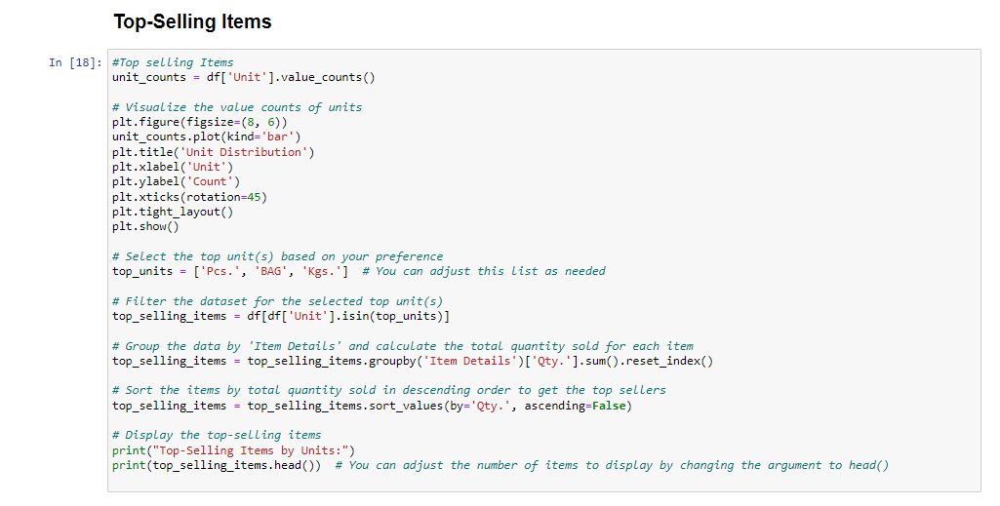 Top-Selling Items
In [18]: #Top selling Items
unit_counts = df['Unit'].value_counts()
# Visualize the value counts of units
plt.figure(figsize=(8, 6))
unit_counts.plot(kind='bar')
plt.title('Unit Distribution')
plt.xlabel('Unit')
plt.ylabel('Count')
plt.xticks(rotation=45)
plt.tight_layout()
plt.show()
# Select the top unit(s) based on your preference
top_units = ['Pcs.', 'BAG', 'Kgs.']  # You can adjust this list as needed
# Filter the dataset for the selected top unit(s)
top_selling_items = df[df['Unit'].isin(top_units)]
# Group the data by 'Item Details' and calculate the total quantity sold for each item
top_selling_items = top_selling_items.groupby('Item Details')['Qty.'].sum().reset_index()
# Sort the items by total quantity sold in descending order to get the top sellers
top_selling_items = top_selling_items.sort_values(by='Qty.', ascending=False)
# Display the top-selling items
print("Top-Selling Items by Units:")
print(top_selling_items.head())  # You can adjust the number of items to display by changing the argument to head()